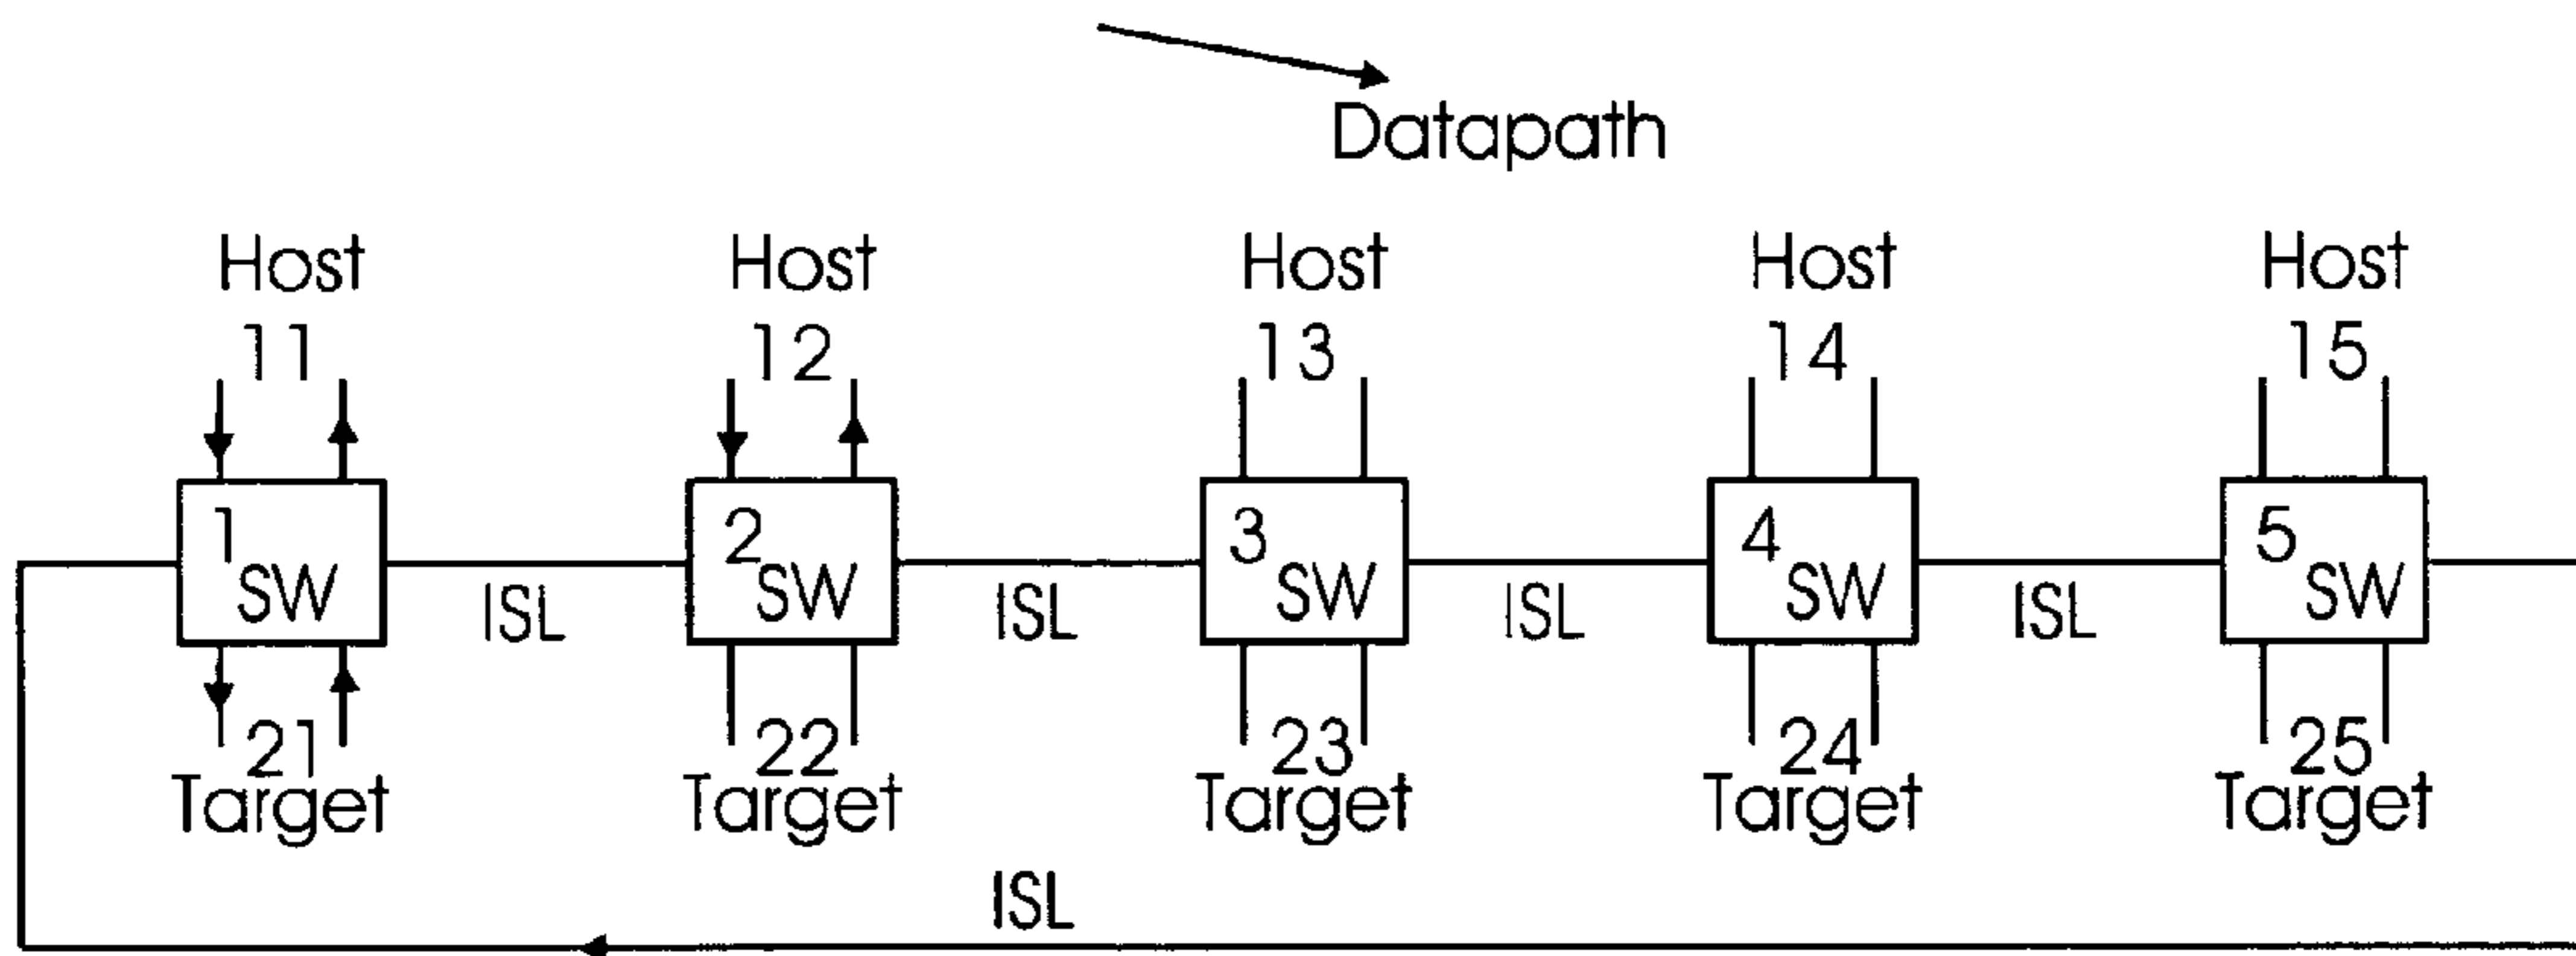 Datapath
Host Host Host Host Host
11 12 13 14 15
1 2 3 4 5
SW SW SW SW SW
ISL ISL ISL ISL
21 22 23 24 25
Target Target Target Target Target
ISL